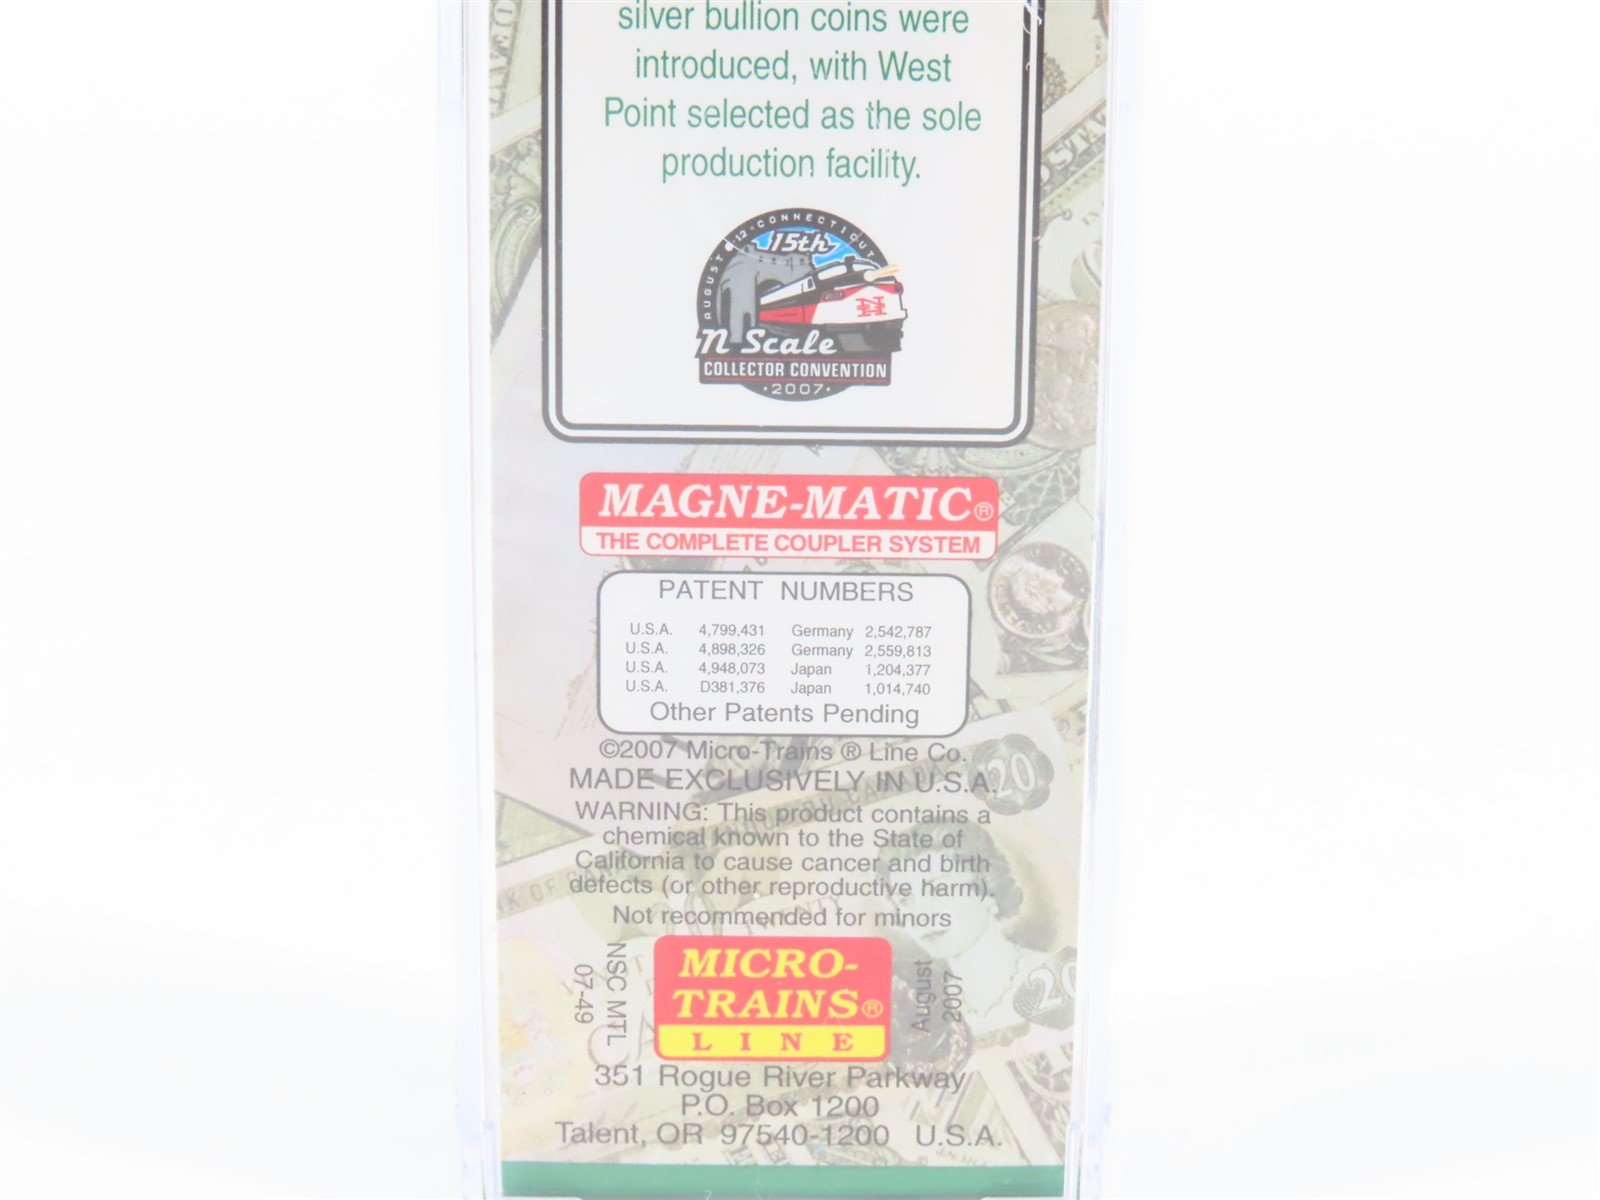 silver bullion coins were
introduced, with West
Point selected as the sole
production facility.
AUGUST 8-12 · CONNECTICUT
15th
NH
N Scale
COLLECTOR CONVENTION
· 2007 ·
MAGNE-MATIC®
THE COMPLETE COUPLER SYSTEM
PATENT NUMBERS
U.S.A. 4,799,431 Germany 2,542,787
U.S.A. 4,898,326 Germany 2,559,813
U.S.A. 4,948,073 Japan 1,204,377
U.S.A. D381,376 Japan 1,014,740
Other Patents Pending
©2007 Micro-Trains ® Line Co.
MADE EXCLUSIVELY IN U.S.A.
WARNING: This product contains a
chemical known to the State of
California to cause cancer and birth
defects (or other reproductive harm).
Not recommended for minors
NSC MTL
07-49
MICRO-
TRAINS®
LINE
August
2007
351 Rogue River Parkway
P.O. Box 1200
Talent, OR 97540-1200 U.S.A.